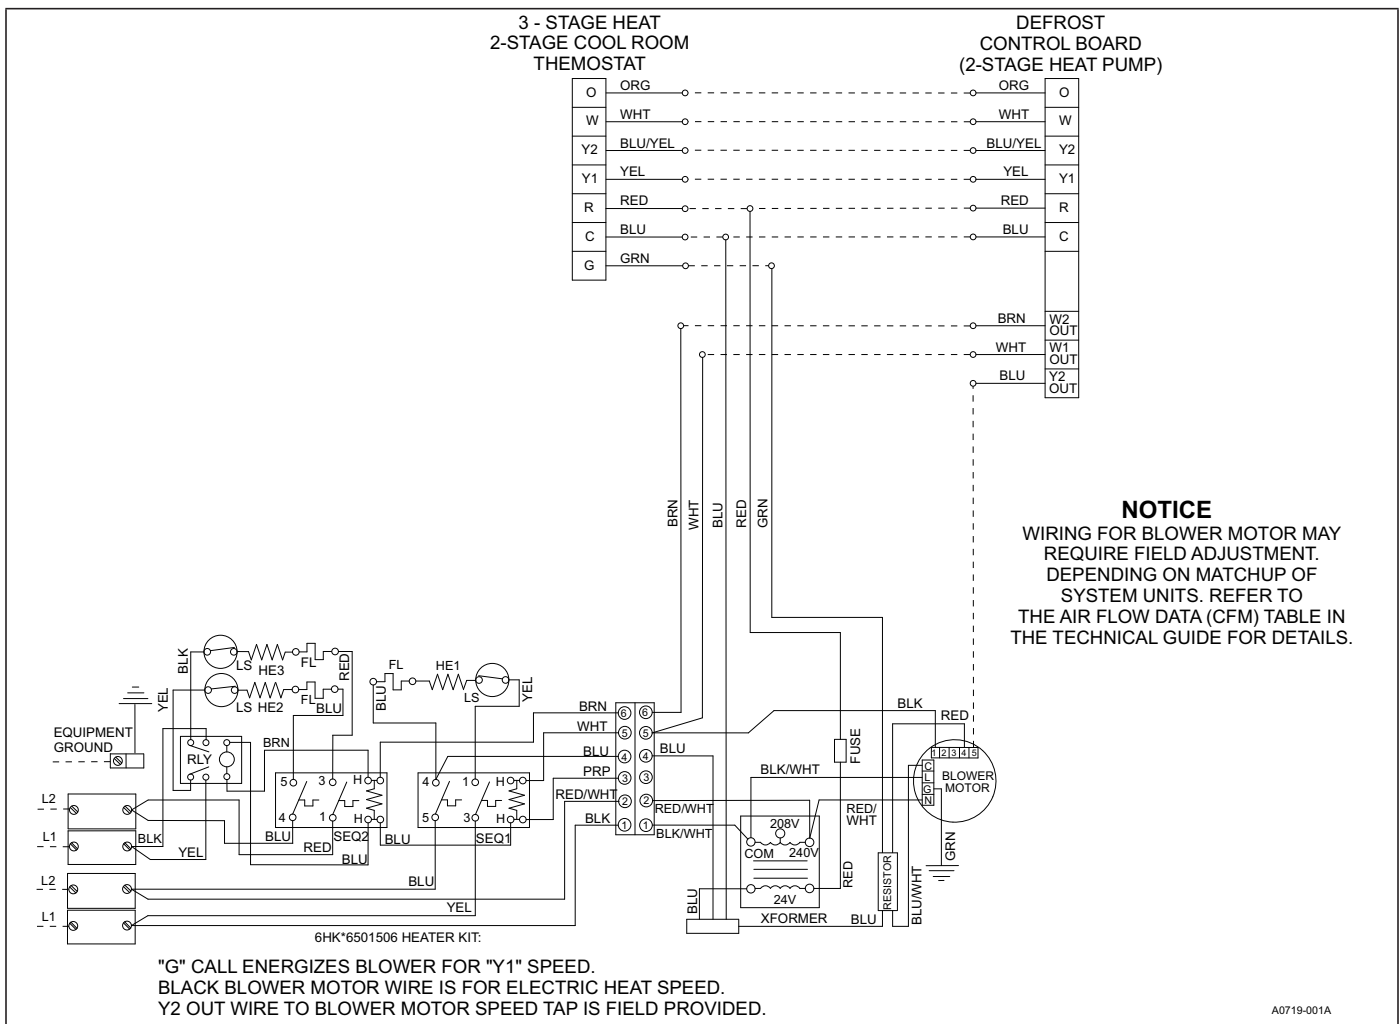 3 - STAGE HEAT
2-STAGE COOL ROOM
THEMOSTAT
DEFROST
CONTROL BOARD
(2-STAGE HEAT PUMP)
O ORG ORG O
W WHT WHT W
Y2 BLU/YEL BLU/YEL Y2
Y1 YEL YEL Y1
R RED RED R
C BLU BLU C
G GRN
BRN W2 OUT
WHT W1 OUT
BLU Y2 OUT
BRN
WHT
BLU
RED
GRN
NOTICE
WIRING FOR BLOWER MOTOR MAY
REQUIRE FIELD ADJUSTMENT.
DEPENDING ON MATCHUP OF
SYSTEM UNITS. REFER TO
THE AIR FLOW DATA (CFM) TABLE IN
THE TECHNICAL GUIDE FOR DETAILS.
BLK
LS HE3 FL RED
YEL
LS HE2 FL BLU
BLU
FL HE1 LS YEL
EQUIPMENT
GROUND
RLY
BRN
5 3 H
4 1 H
BLU RED SEQ2 BLU
BLU
4 1 H
5 3 H
SEQ1
L2
L1 BLK
YEL
L2
L1
BLU
YEL
BRN 6 6
WHT 5 5
BLU 4 4 BLU
PRP 3 3
RED/WHT 2 2 RED/WHT
BLK 1 1 BLK/WHT
BLK
RED
FUSE
BLK/WHT
RED/
WHT
1 2 3 4 5
C
L
G
N
BLOWER
MOTOR
GRN
208V
COM 240V
24V
XFORMER
BLU
RED
RESISTOR
BLU
BLU/WHT
6HK*6501506 HEATER KIT:
"G" CALL ENERGIZES BLOWER FOR "Y1" SPEED.
BLACK BLOWER MOTOR WIRE IS FOR ELECTRIC HEAT SPEED.
Y2 OUT WIRE TO BLOWER MOTOR SPEED TAP IS FIELD PROVIDED.
A0719-001A